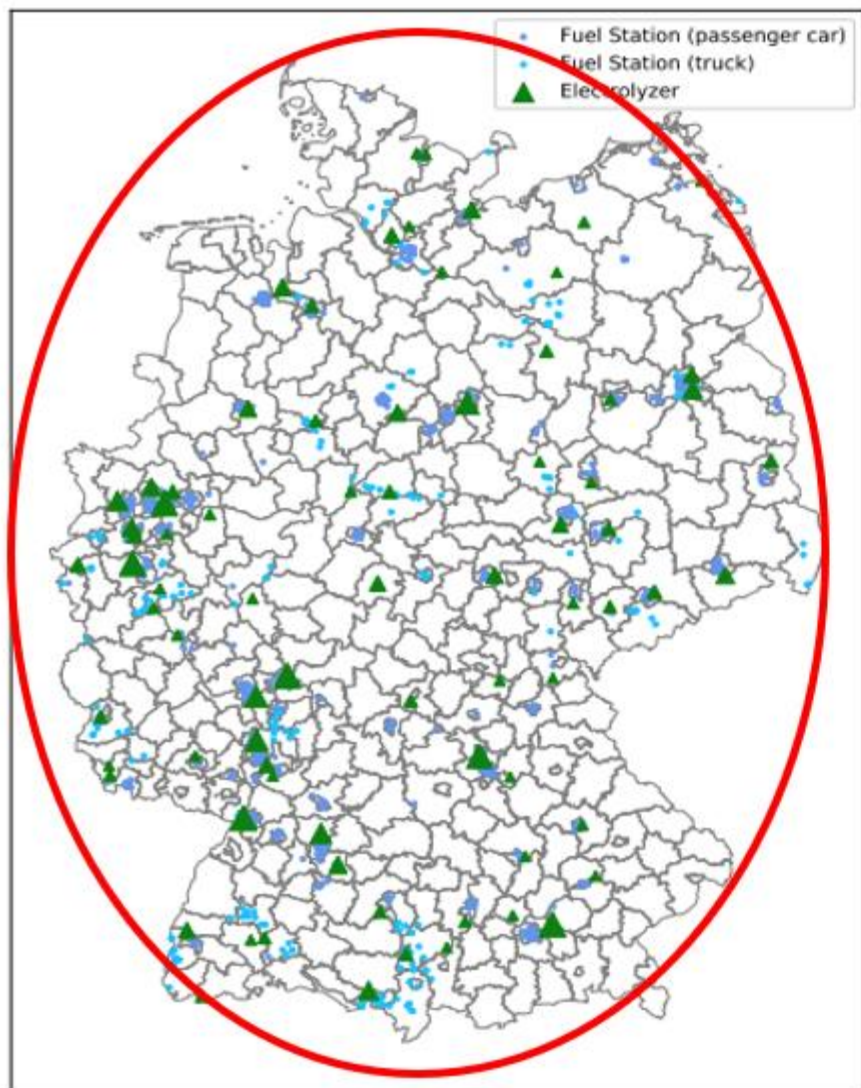 Fuel Station (passenger car)
Fuel Station (truck)
Electrolyzer